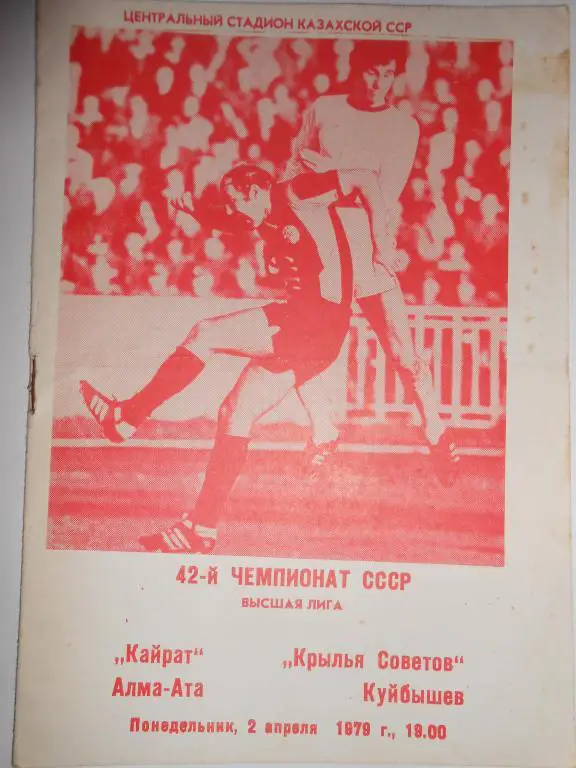 ЦЕНТРАЛЬНЫЙ СТАДИОН КАЗАХСКОЙ ССР
42-й ЧЕМПИОНАТ СССР
ВЫСШАЯ ЛИГА
„Кайрат“ „Крылья Советов“
Алма-Ата Куйбышев
Понедельник, 2 апреля 1979 г., 19.00